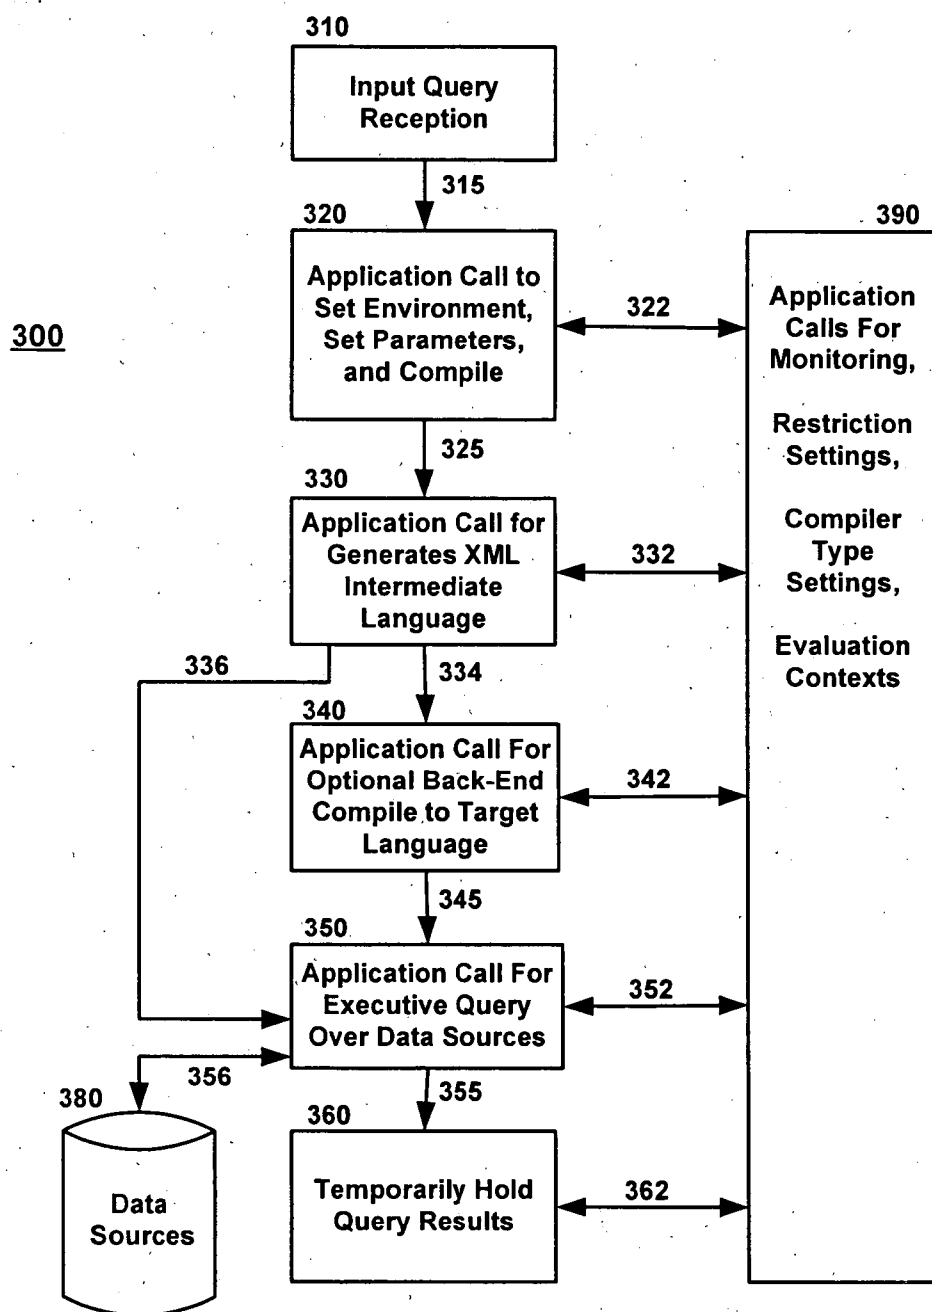 310
Input Query
Reception
315
320
390
Application Call to
Set Environment,
Set Parameters,
and Compile
322
Application
Calls For
Monitoring,
Restriction
Settings,
Compiler
Type
Settings,
Evaluation
Contexts
300
325
330
Application Call for
Generates XML
Intermediate
Language
332
336
334
340
Application Call For
Optional Back-End
Compile to Target
Language
342
345
350
Application Call For
Executive Query
Over Data Sources
352
356
355
380
360
Data
Sources
Temporarily Hold
Query Results
362